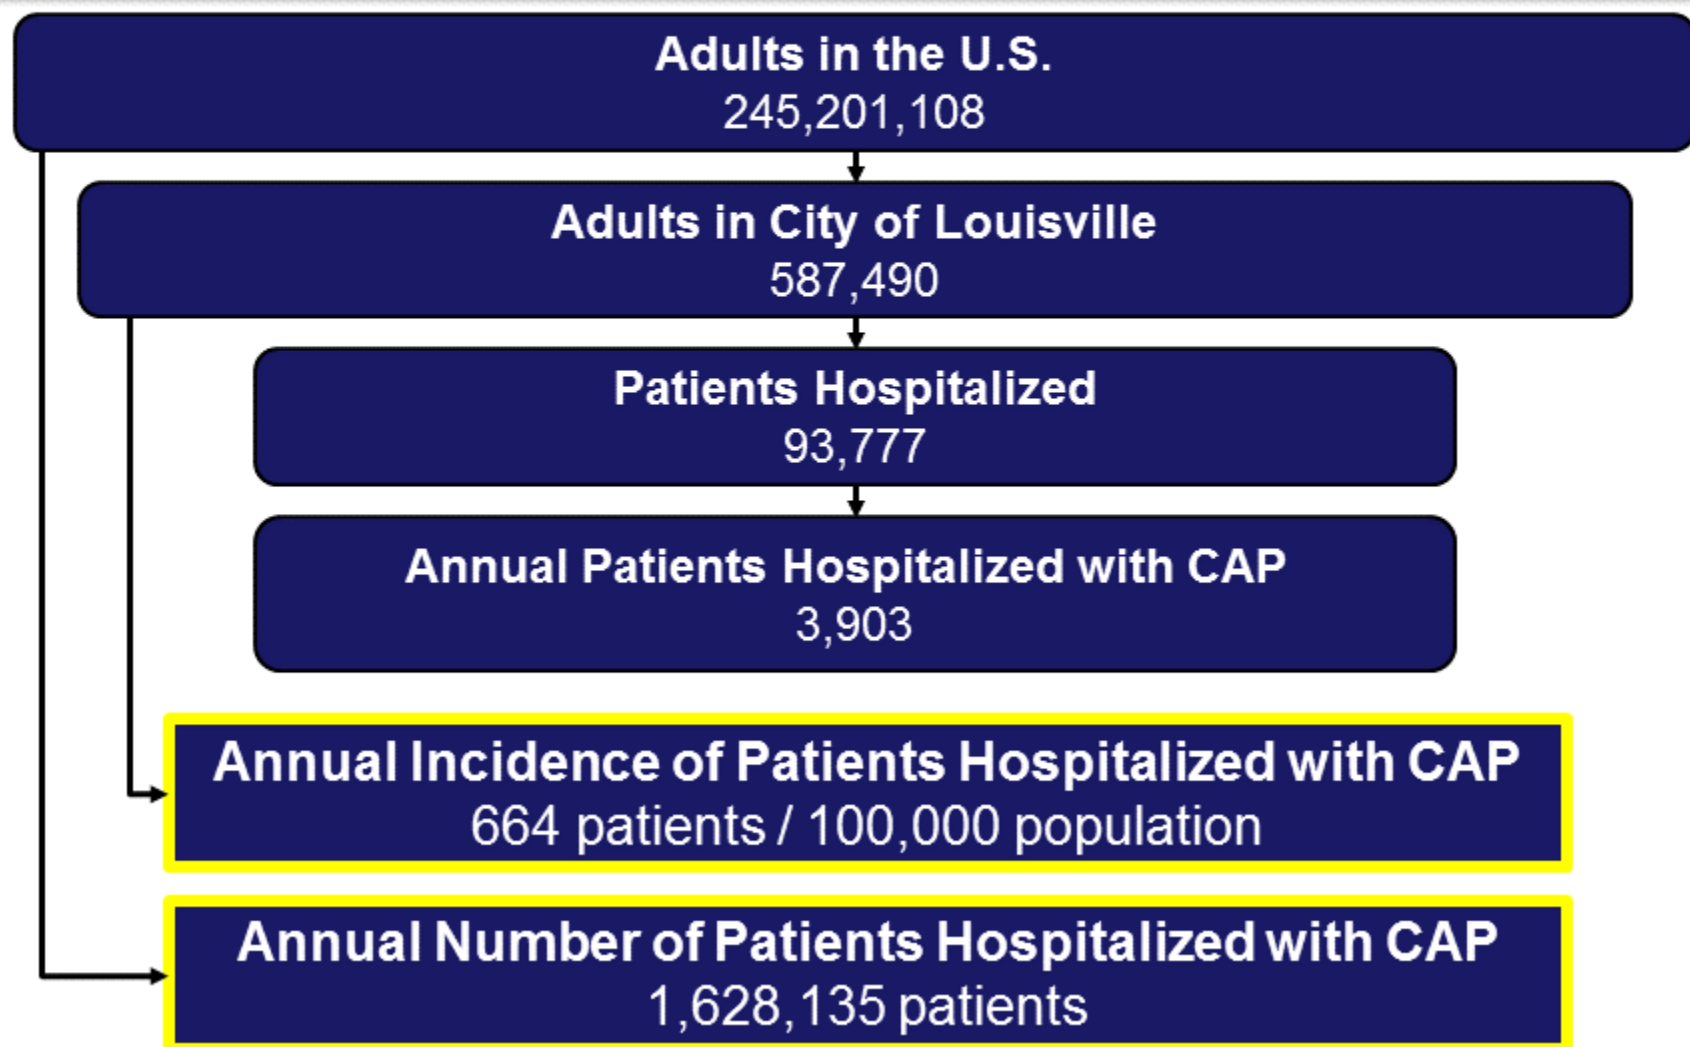 Adults in the U.S.
245,201,108
Adults in City of Louisville
587,490
Patients Hospitalized
93,777
Annual Patients Hospitalized with CAP
3,903
Annual Incidence of Patients Hospitalized with CAP
664 patients / 100,000 population
Annual Number of Patients Hospitalized with CAP
1,628,135 patients